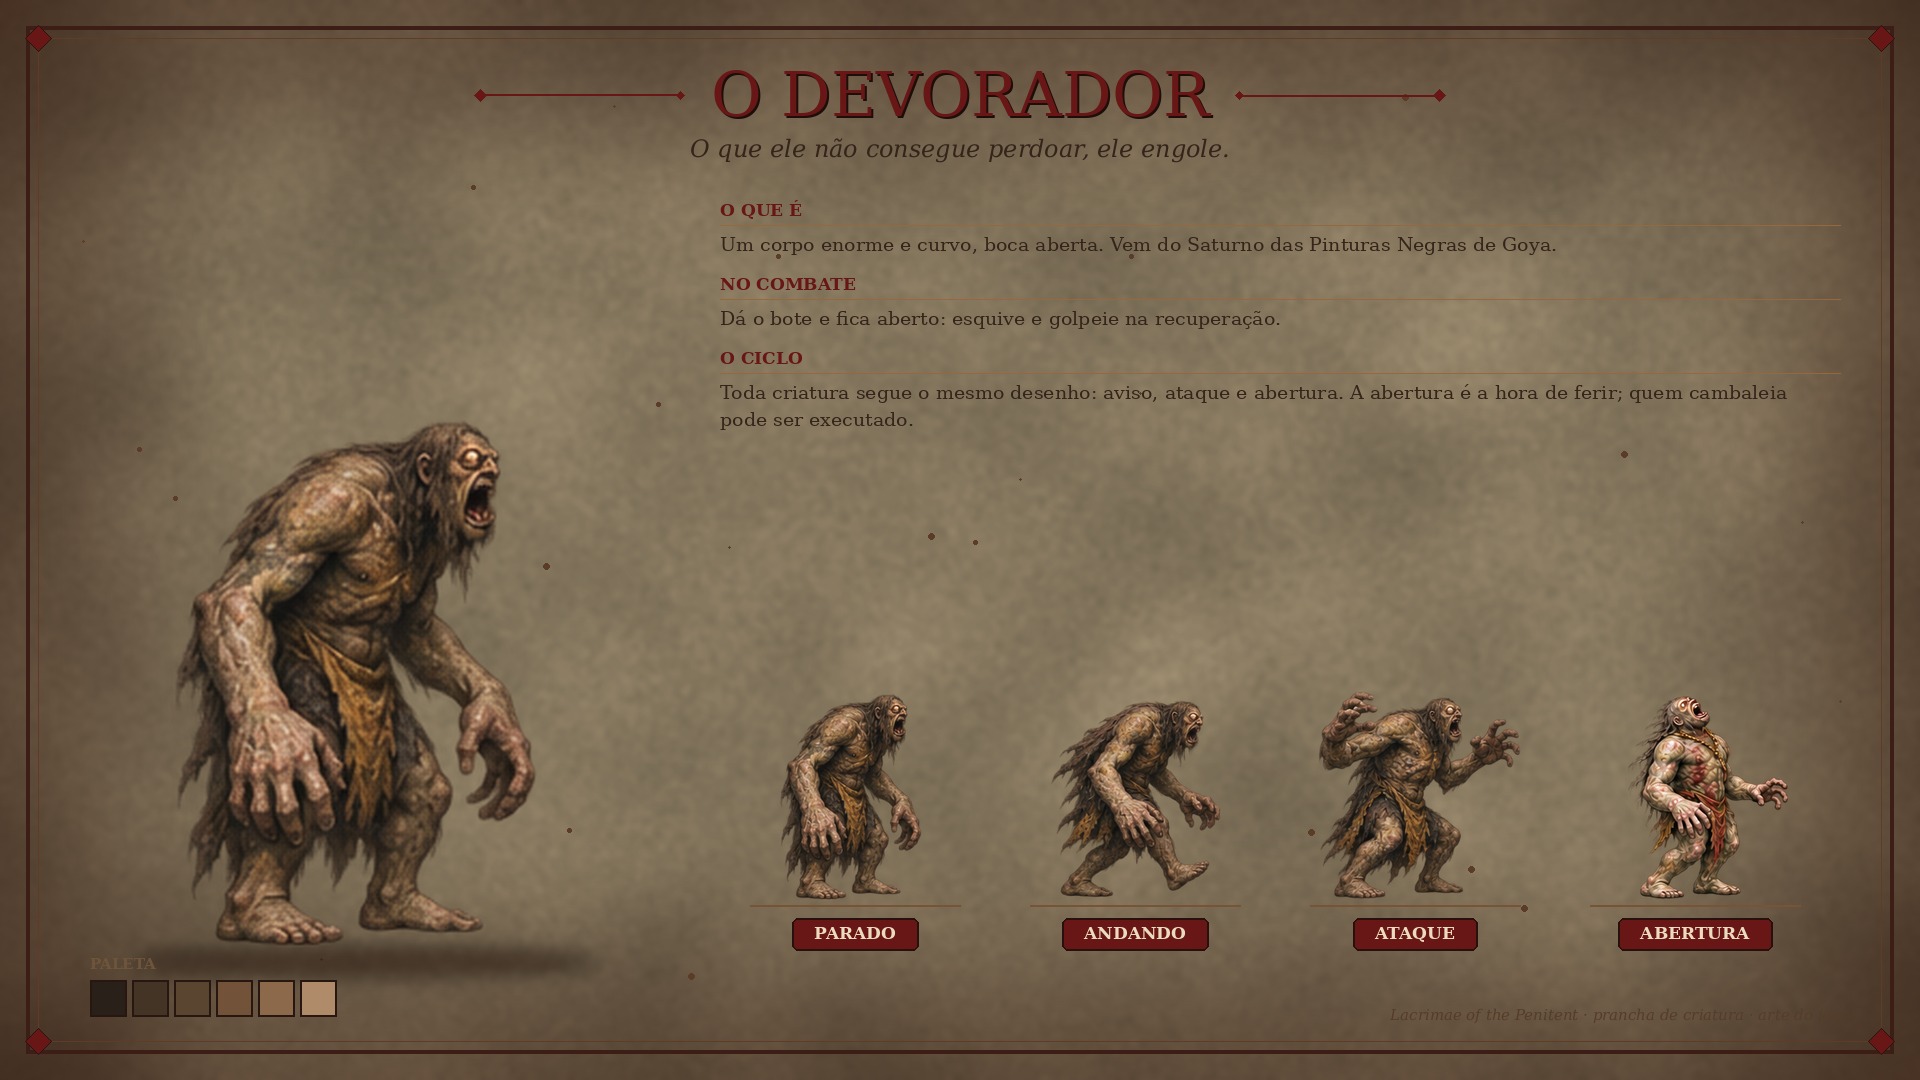 O DEVORADOR
O que ele não consegue perdoar, ele engole.
O QUE É
Um corpo enorme e curvo, boca aberta. Vem do Saturno das Pinturas Negras de Goya.
NO COMBATE
Dá o bote e fica aberto: esquive e golpeie na recuperação.
O CICLO
Toda criatura segue o mesmo desenho: aviso, ataque e abertura. A abertura é a hora de ferir; quem cambaleia
pode ser executado.
PARADO
ANDANDO
ATAQUE
ABERTURA
PALETA
Lacrimae of the Penitent · prancha de criatura · arte